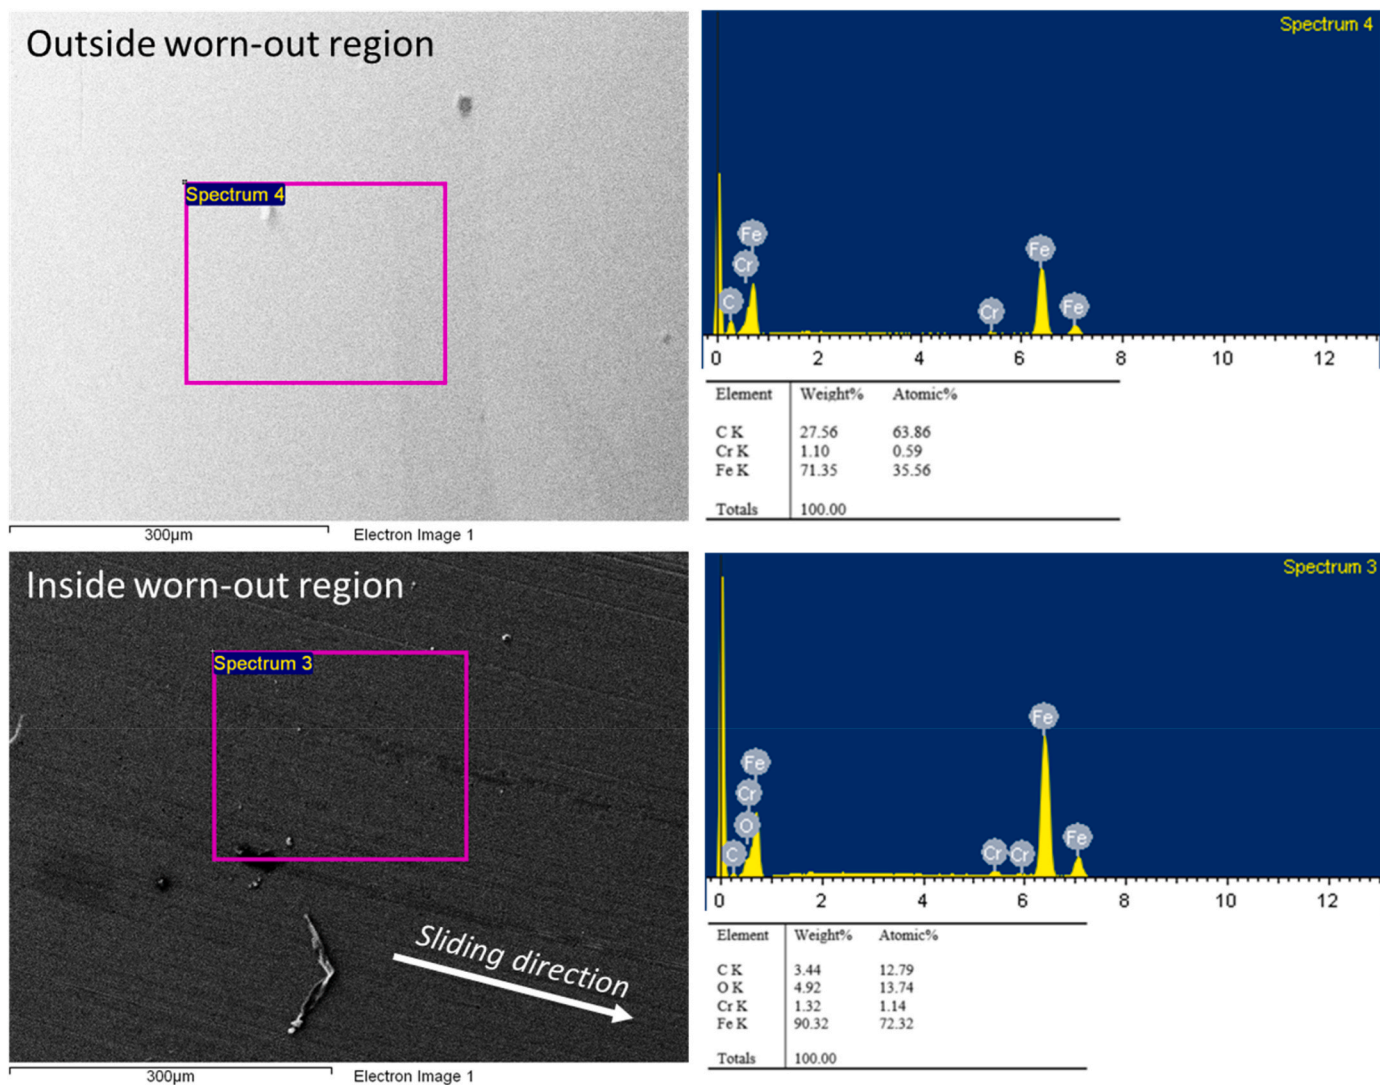 Outside worn-out region
Spectrum 4
300µm
Electron Image 1
Spectrum 4
Fe
Cr
C
Fe
Cr
Fe
0 2 4 6 8 10 12
Element Weight% Atomic%
C K 27.56 63.86
Cr K 1.10 0.59
Fe K 71.35 35.56
Totals 100.00
Inside worn-out region
Spectrum 3
Sliding direction
300µm
Electron Image 1
Spectrum 3
Fe
Fe
Cr
O
C
Cr
Cr
Fe
0 2 4 6 8 10 12
Element Weight% Atomic%
C K 3.44 12.79
O K 4.92 13.74
Cr K 1.32 1.14
Fe K 90.32 72.32
Totals 100.00